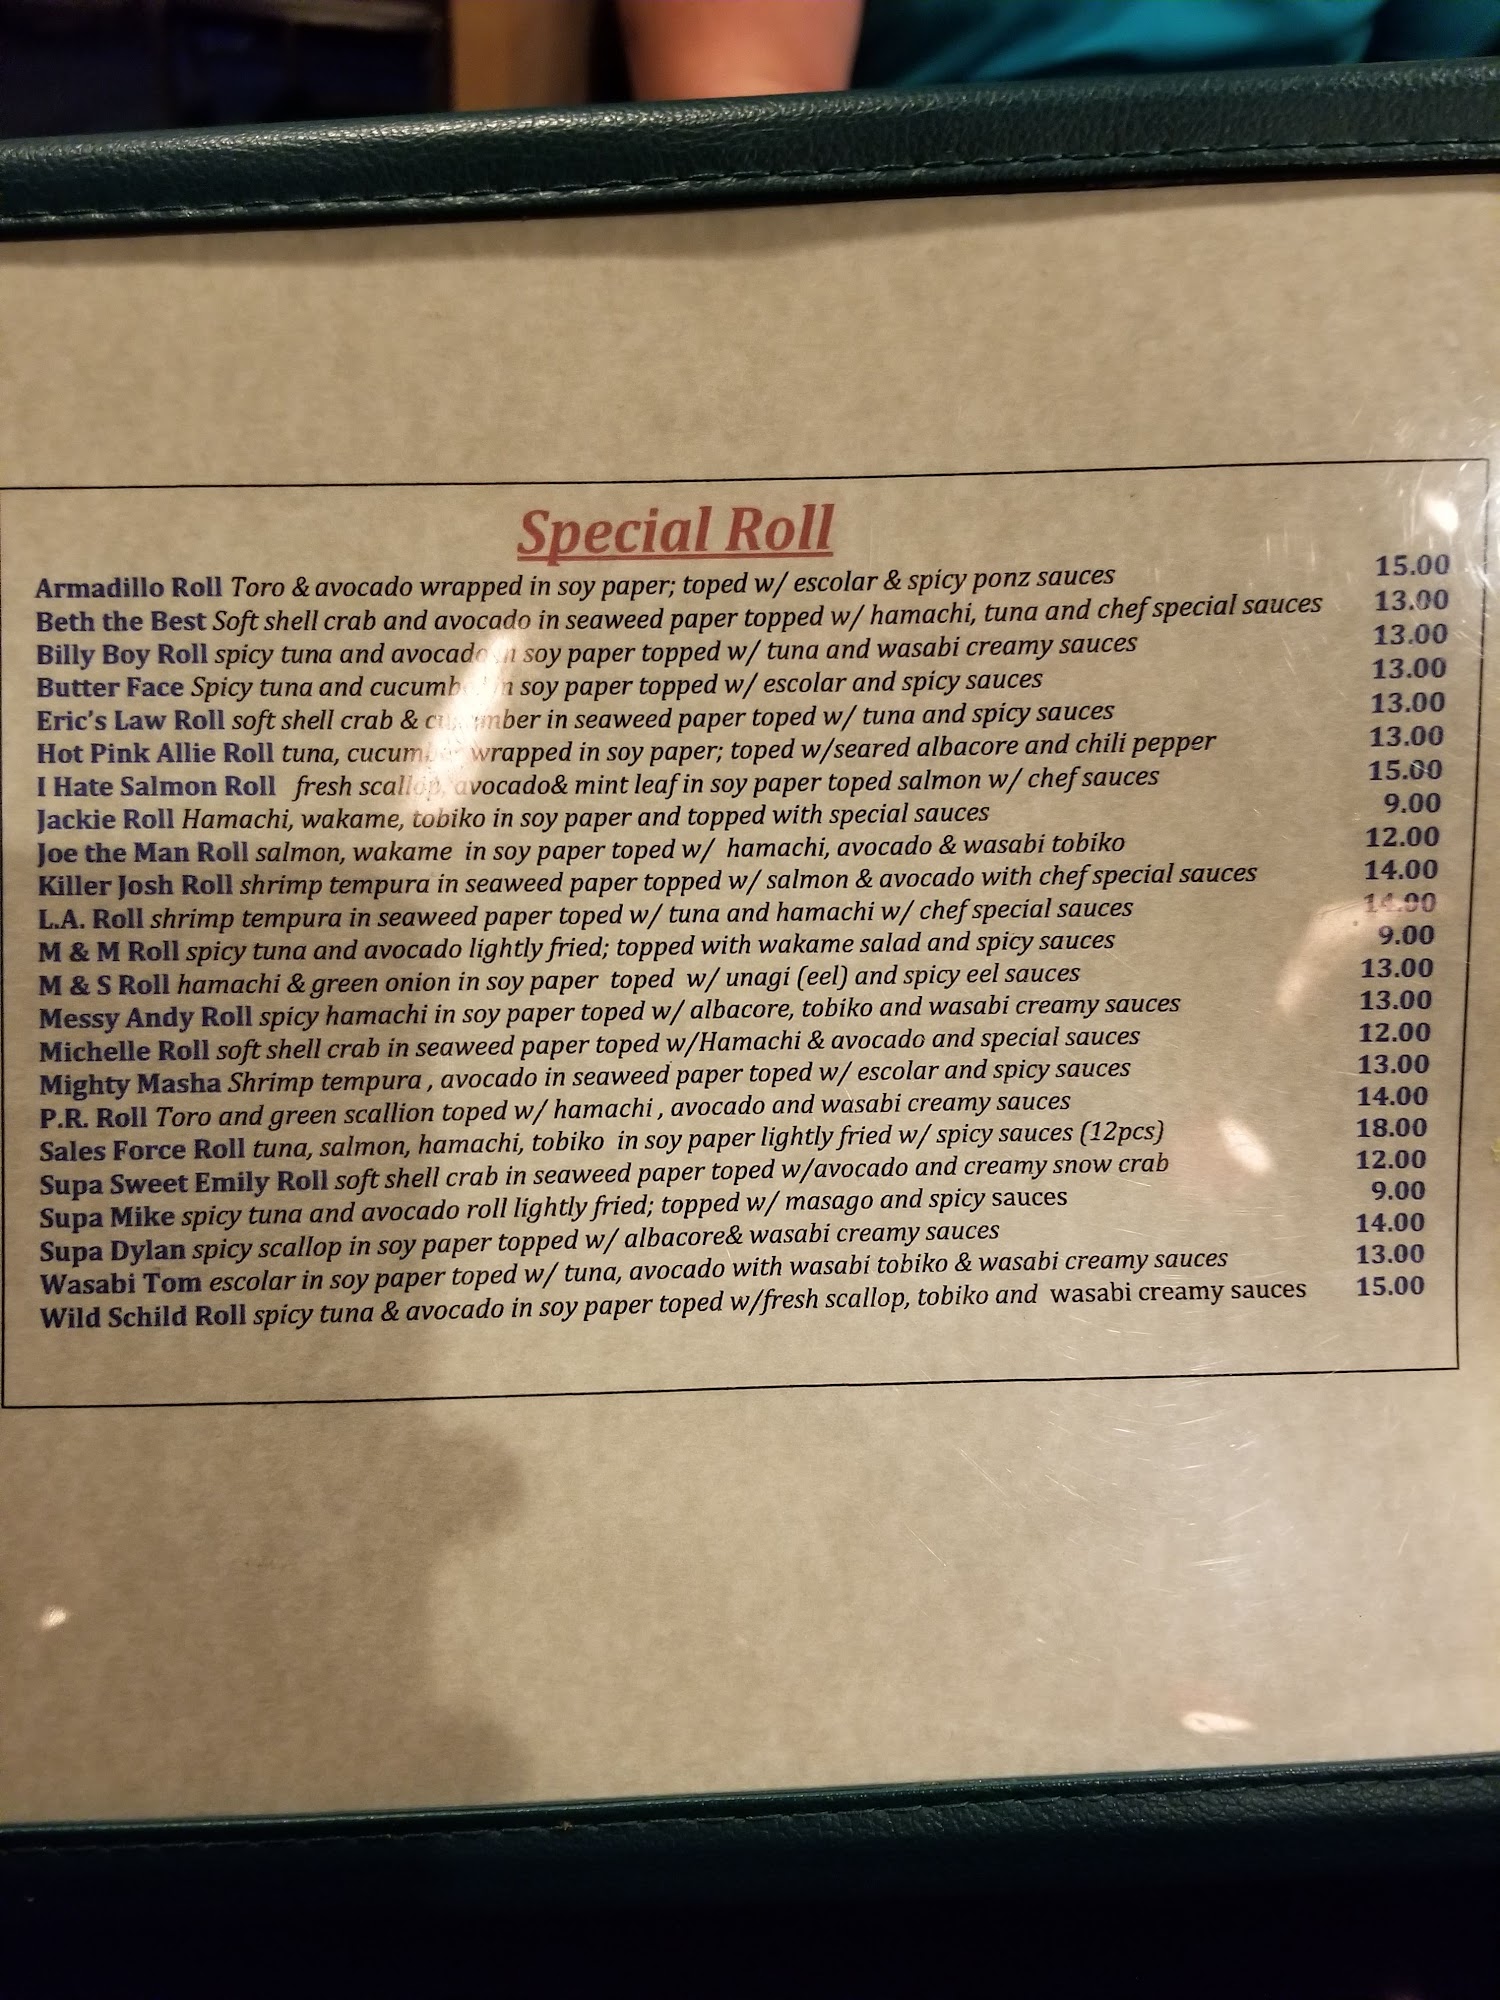 Special Roll
Armadillo Roll Toro & avocado wrapped in soy paper; toped w/ escolar & spicy ponz sauces 15.00
Beth the Best Soft shell crab and avocado in seaweed paper topped w/ hamachi, tuna and chef special sauces 13.00
Billy Boy Roll spicy tuna and avocado in soy paper topped w/ tuna and wasabi creamy sauces 13.00
Butter Face Spicy tuna and cucumber in soy paper topped w/ escolar and spicy sauces 13.00
Eric's Law Roll soft shell crab & cucumber in seaweed paper toped w/ tuna and spicy sauces 13.00
Hot Pink Allie Roll tuna, cucumber wrapped in soy paper; toped w/seared albacore and chili pepper 13.00
I Hate Salmon Roll fresh scallop, avocado& mint leaf in soy paper toped salmon w/ chef sauces 15.00
Jackie Roll Hamachi, wakame, tobiko in soy paper and topped with special sauces 9.00
Joe the Man Roll salmon, wakame in soy paper toped w/ hamachi, avocado & wasabi tobiko 12.00
Killer Josh Roll shrimp tempura in seaweed paper topped w/ salmon & avocado with chef special sauces 14.00
L.A. Roll shrimp tempura in seaweed paper toped w/ tuna and hamachi w/ chef special sauces 14.00
M & M Roll spicy tuna and avocado lightly fried; topped with wakame salad and spicy sauces 9.00
M & S Roll hamachi & green onion in soy paper toped w/ unagi (eel) and spicy eel sauces 13.00
Messy Andy Roll spicy hamachi in soy paper toped w/ albacore, tobiko and wasabi creamy sauces 13.00
Michelle Roll soft shell crab in seaweed paper toped w/Hamachi & avocado and special sauces 12.00
Mighty Masha Shrimp tempura , avocado in seaweed paper toped w/ escolar and spicy sauces 13.00
P.R. Roll Toro and green scallion toped w/ hamachi , avocado and wasabi creamy sauces 14.00
Sales Force Roll tuna, salmon, hamachi, tobiko in soy paper lightly fried w/ spicy sauces (12pcs) 18.00
Supa Sweet Emily Roll soft shell crab in seaweed paper toped w/avocado and creamy snow crab 12.00
Supa Mike spicy tuna and avocado roll lightly fried; topped w/ masago and spicy sauces 9.00
Supa Dylan spicy scallop in soy paper topped w/ albacore& wasabi creamy sauces 14.00
Wasabi Tom escolar in soy paper toped w/ tuna, avocado with wasabi tobiko & wasabi creamy sauces 13.00
Wild Schild Roll spicy tuna & avocado in soy paper toped w/fresh scallop, tobiko and wasabi creamy sauces 15.00